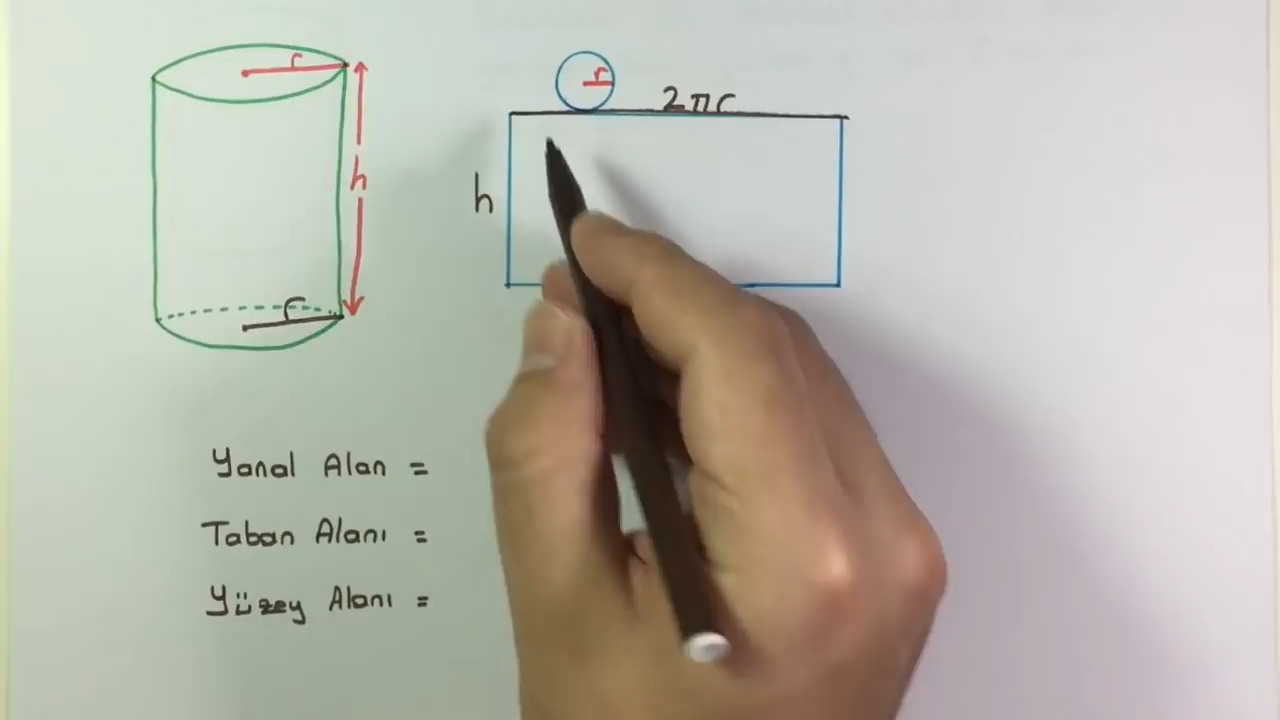 r
h
r
r
2πr
h
Yanal Alan =
Taban Alanı =
Yüzey Alanı =